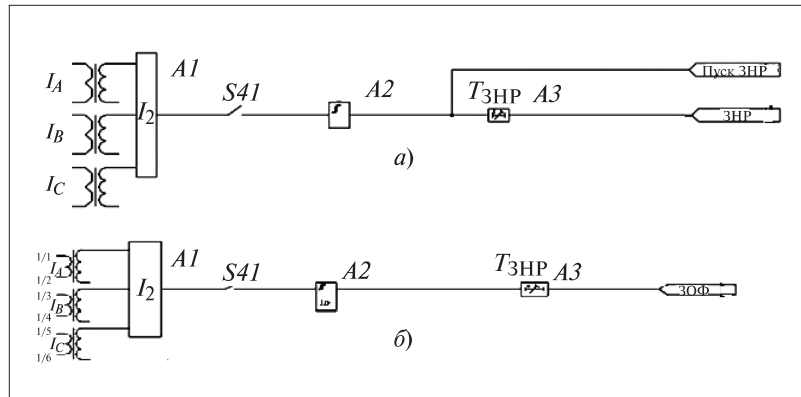 I_A
I_B
I_C
I_2
A1
S41
A2
T_ЗНР
A3
Пуск ЗНР
ЗНР
а)
1/1
I_A
1/2
1/3
I_B
1/4
1/5
I_C
1/6
I_2
A1
S41
A2
T_ЗНР
A3
ЗОФ
б)